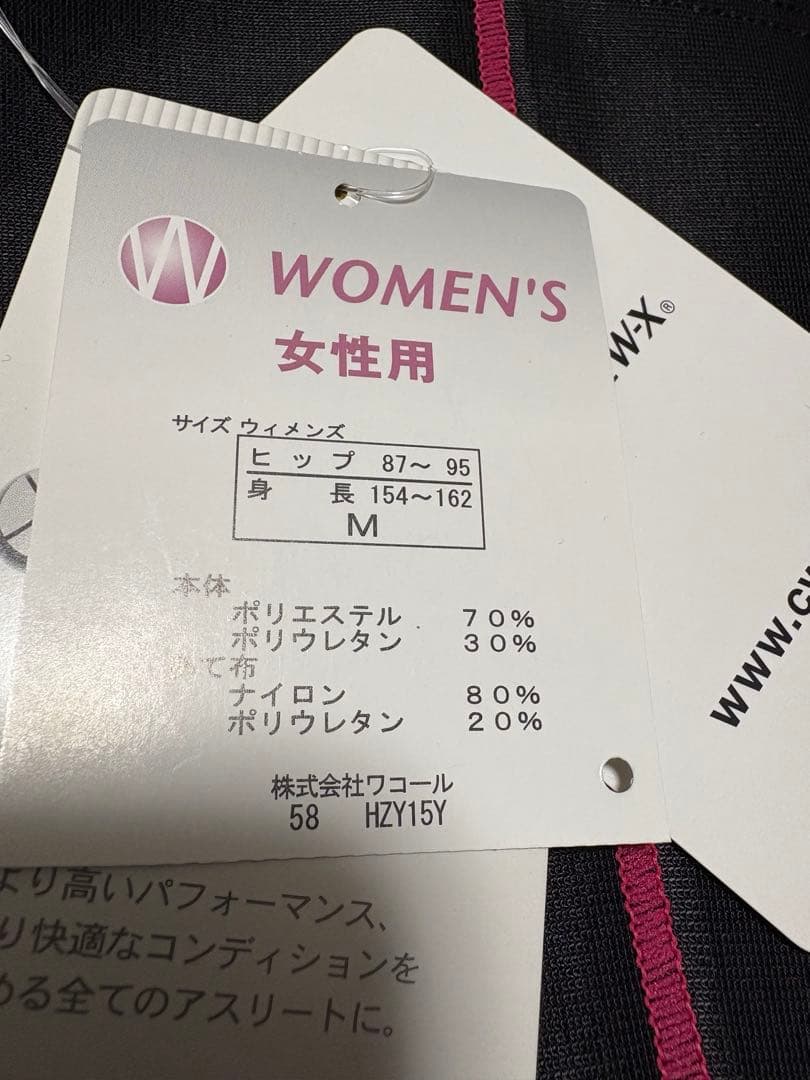 W WOMEN'S
女性用
サイズ ウィメンズ
ヒップ 87～ 95
身 長 154～162
M
本体
ポリエステル 70%
ポリウレタン 30%
て布
ナイロン 80%
ポリウレタン 20%
株式会社ワコール
58 HZY15Y
W-X®
www.cw
より高いパフォーマンス、
り快適なコンディションを
める全てのアスリートに。